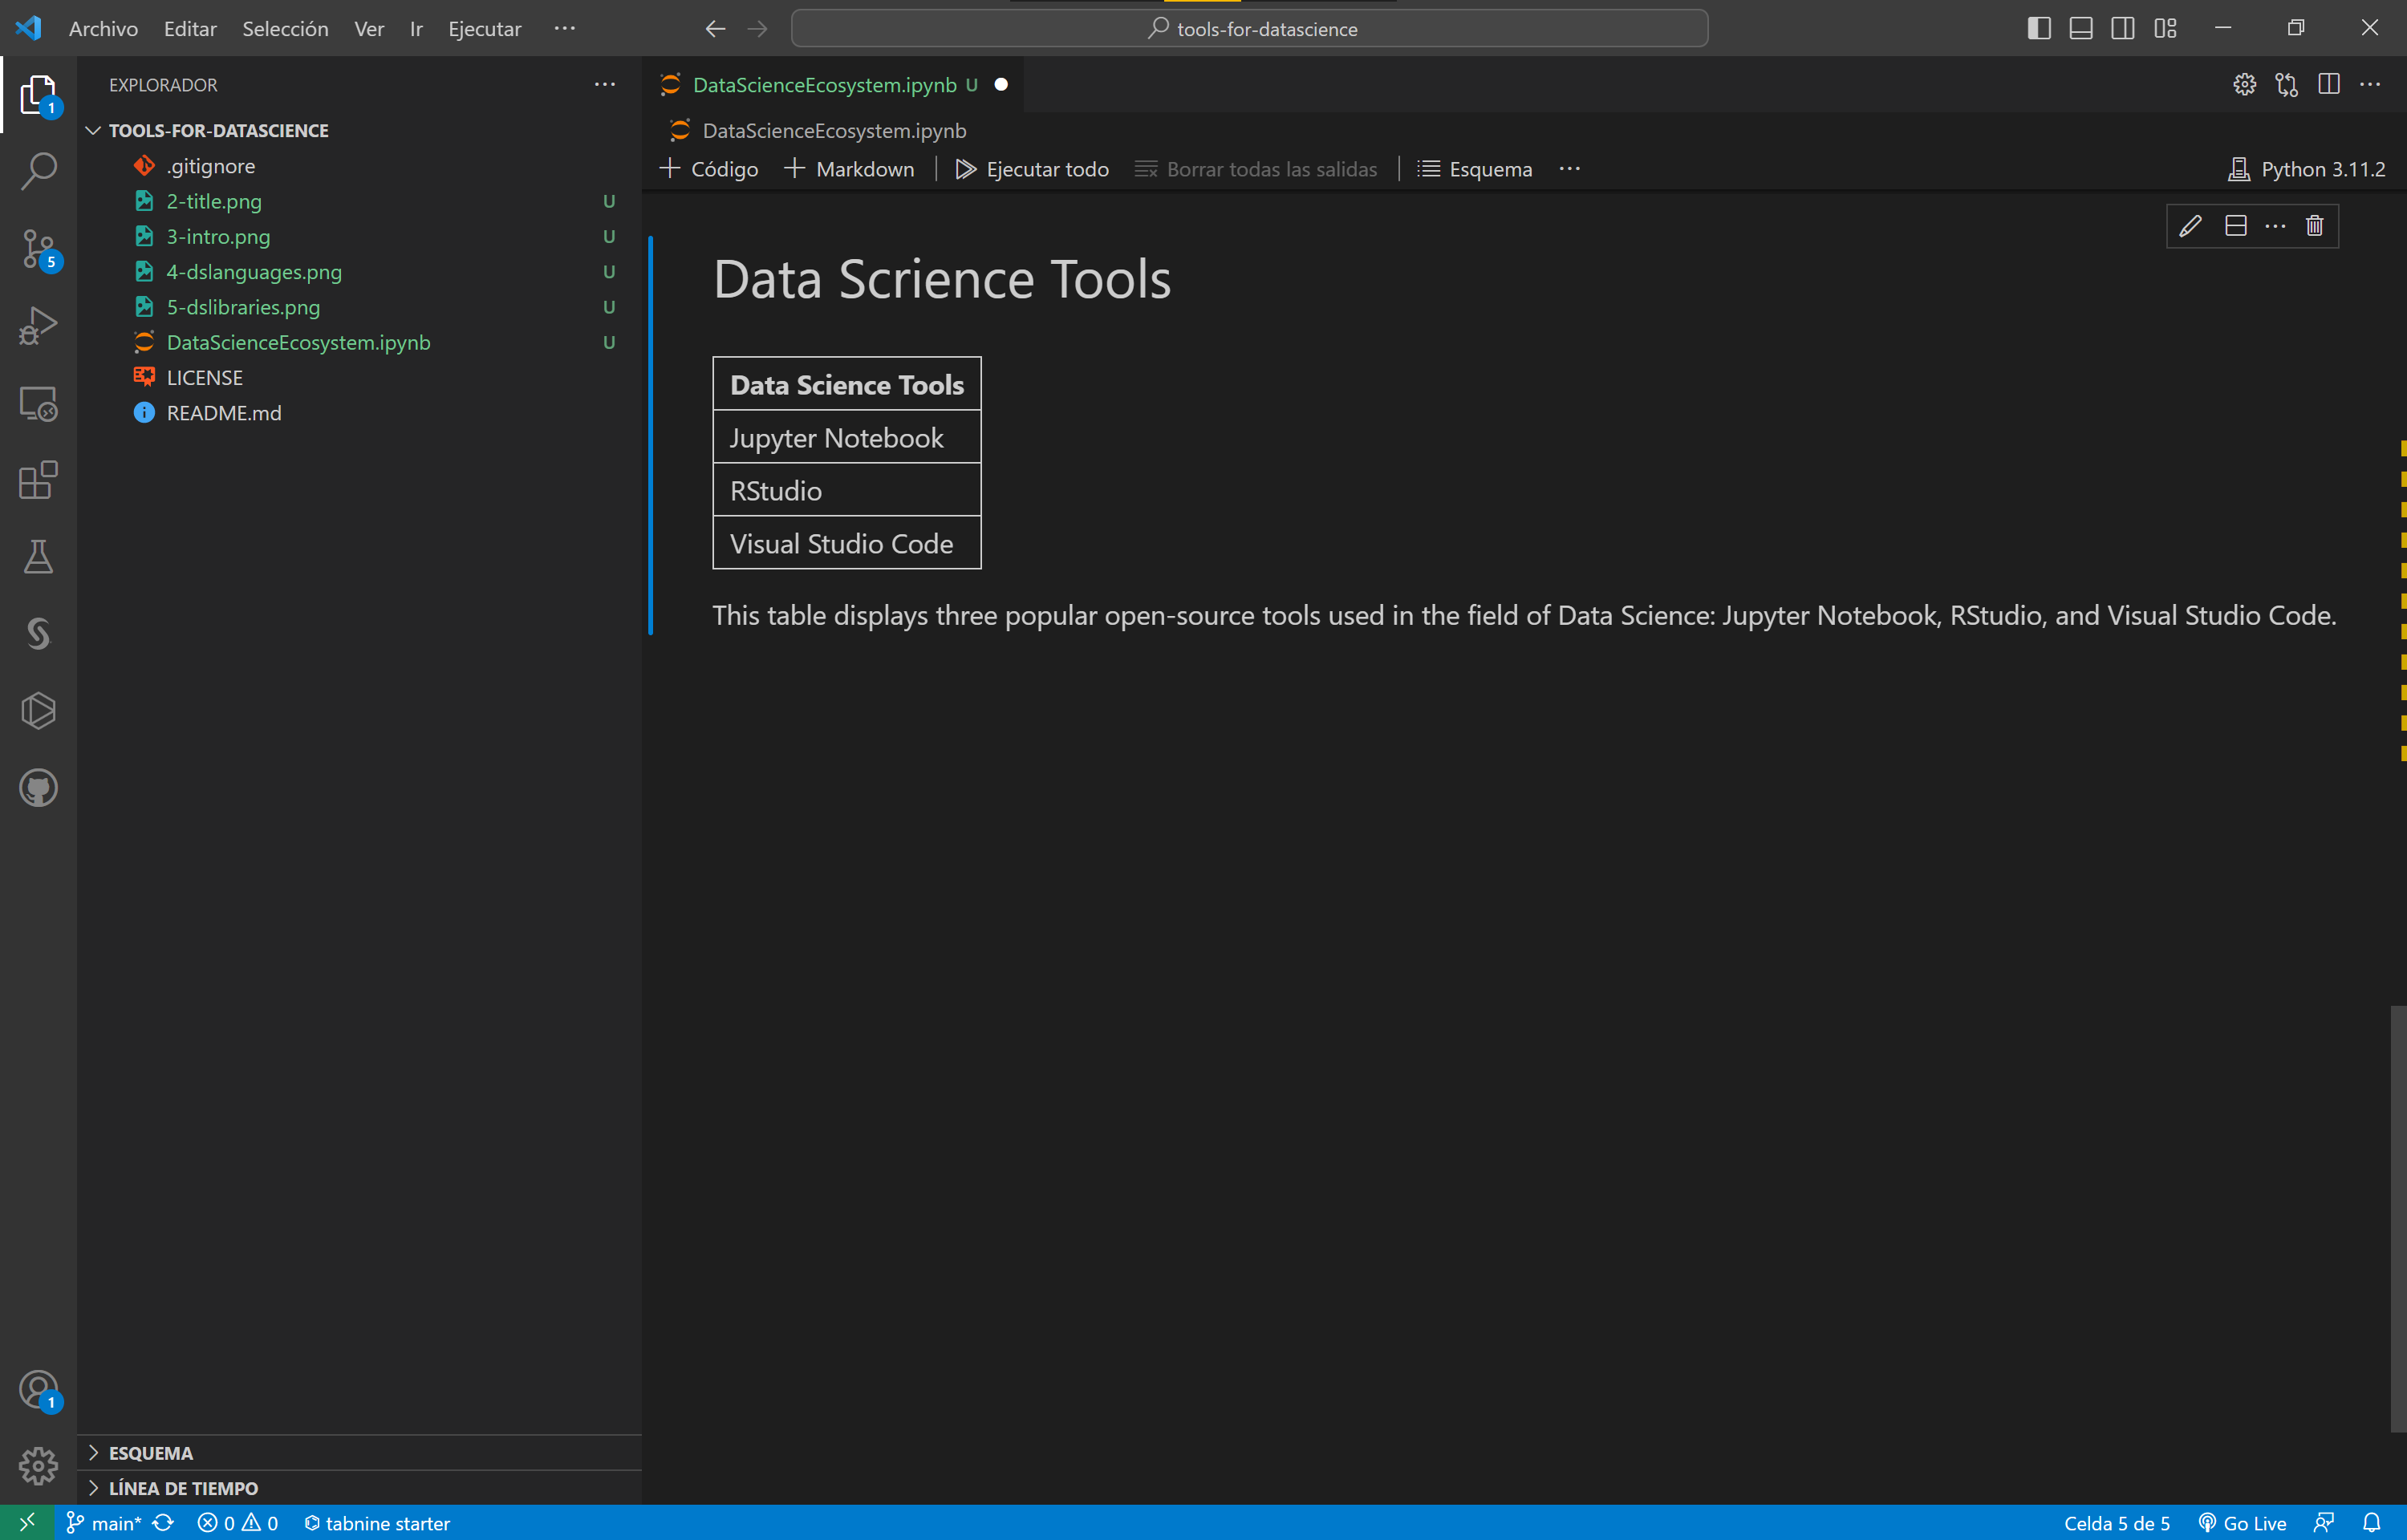 Archivo Editar Selección Ver Ir Ejecutar ··· tools-for-datascience
EXPLORADOR
TOOLS-FOR-DATASCIENCE
.gitignore
2-title.png U
3-intro.png U
4-dslanguages.png U
5-dslibraries.png U
DataScienceEcosystem.ipynb U
LICENSE
README.md
ESQUEMA
LÍNEA DE TIEMPO
1
5
1
DataScienceEcosystem.ipynb U
DataScienceEcosystem.ipynb
Código Markdown Ejecutar todo Borrar todas las salidas Esquema ··· Python 3.11.2
Data Scrience Tools
Data Science Tools
Jupyter Notebook
RStudio
Visual Studio Code
This table displays three popular open-source tools used in the field of Data Science: Jupyter Notebook, RStudio, and Visual Studio Code.
main* 0 0 tabnine starter Celda 5 de 5 Go Live